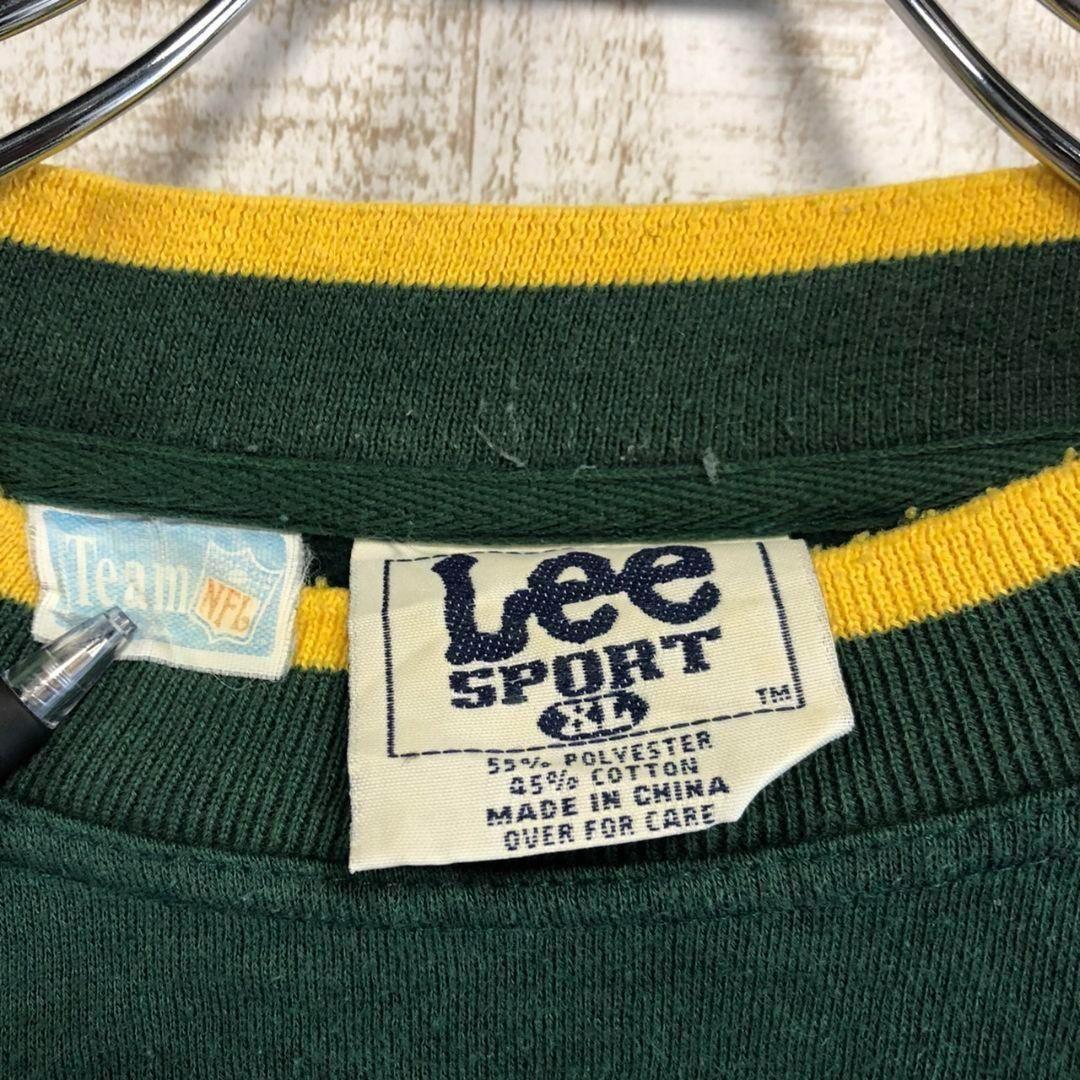 Team
NFL
Lee
SPORT
XL
TM
55% POLYESTER
45% COTTON
MADE IN CHINA
OVER FOR CARE